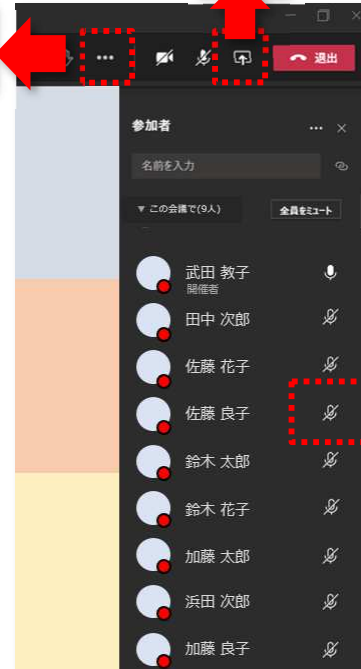 退出
参加者
名前を入力
この会議で(9人)
全員をミュート
武田 教子
開催者
田中 次郎
佐藤 花子
佐藤 良子
鈴木 太郎
鈴木 花子
加藤 太郎
浜田 次郎
加藤 良子